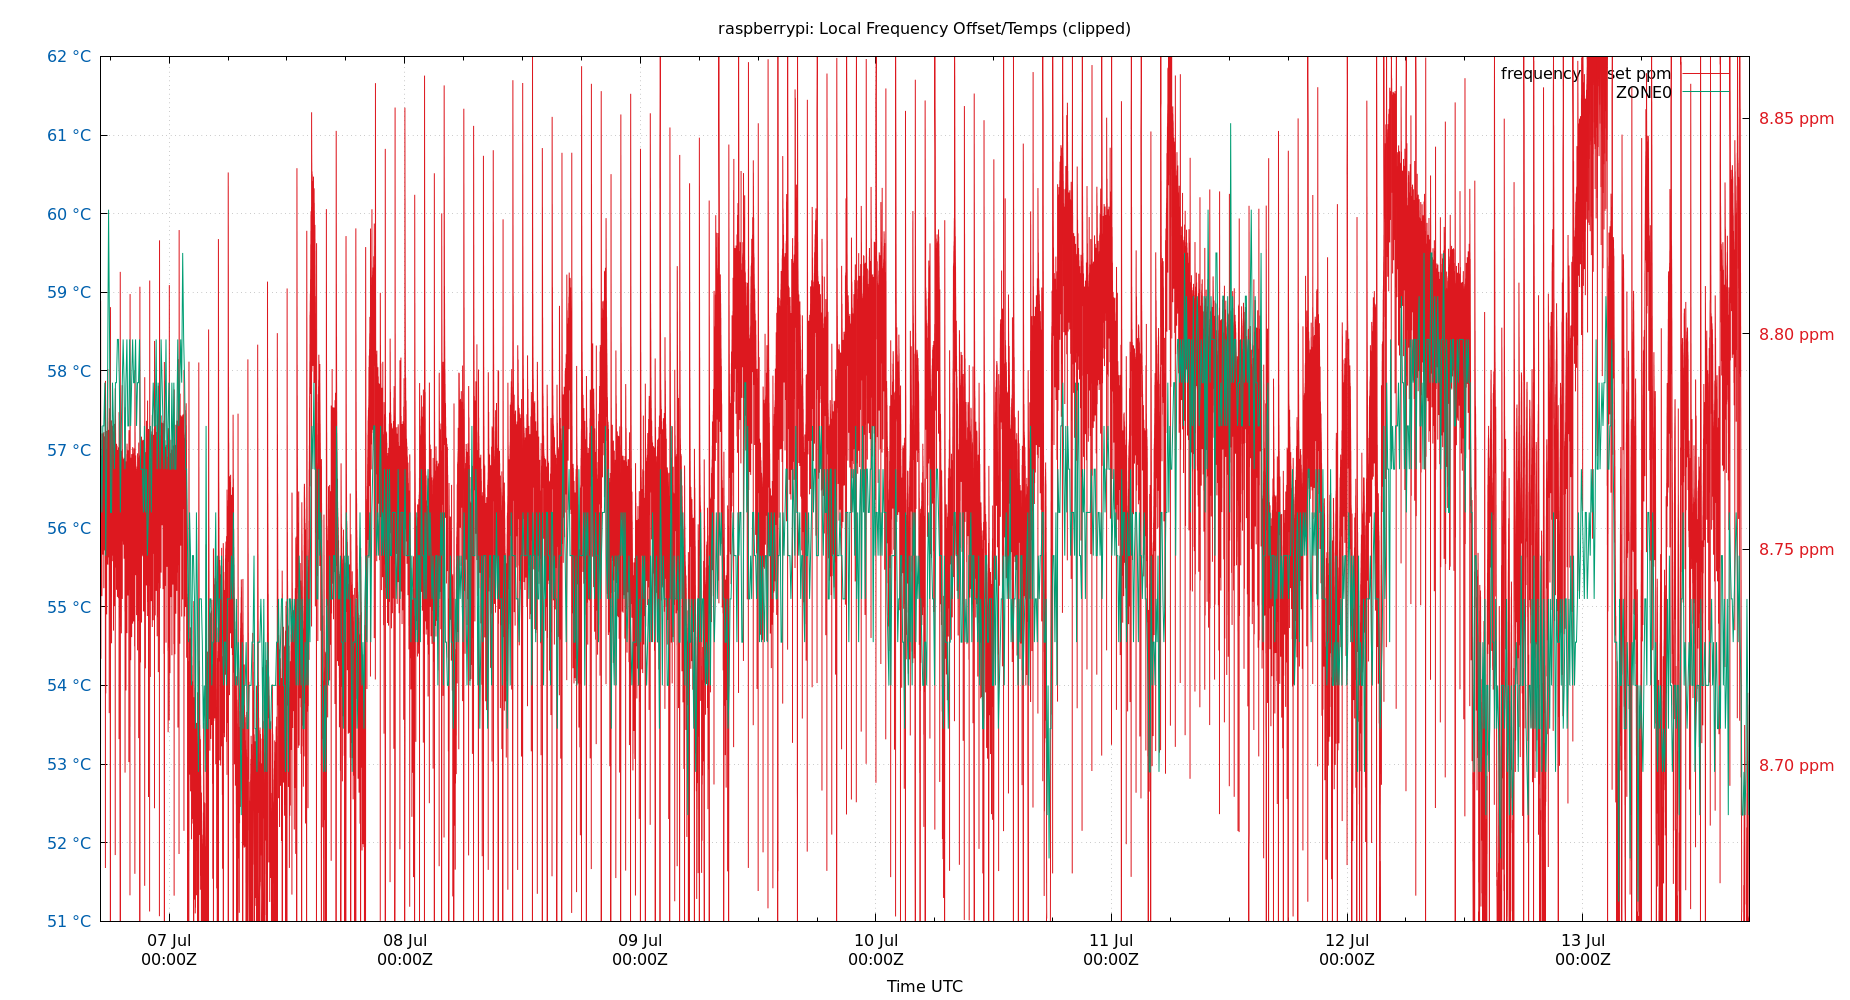 raspberrypi: Local Frequency Offset/Temps (clipped)
62 °C
61 °C
60 °C
59 °C
58 °C
57 °C
56 °C
55 °C
54 °C
53 °C
52 °C
51 °C
frequency set ppm
ZONE0
8.85 ppm
8.80 ppm
8.75 ppm
8.70 ppm
07 Jul
00:00Z
08 Jul
00:00Z
09 Jul
00:00Z
10 Jul
00:00Z
11 Jul
00:00Z
12 Jul
00:00Z
13 Jul
00:00Z
Time UTC